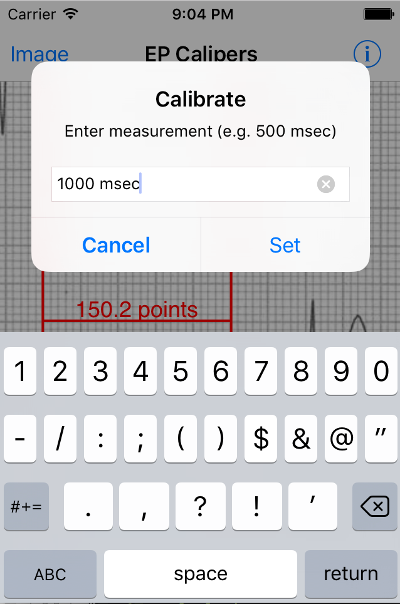 Carrier 9:04 PM
Image EP Calipers i
Calibrate
Enter measurement (e.g. 500 msec)
1000 msec
Cancel Set
150.2 points
1 2 3 4 5 6 7 8 9 0
- / : ; ( ) $ & @ "
#+= . , ? ! '
ABC space return